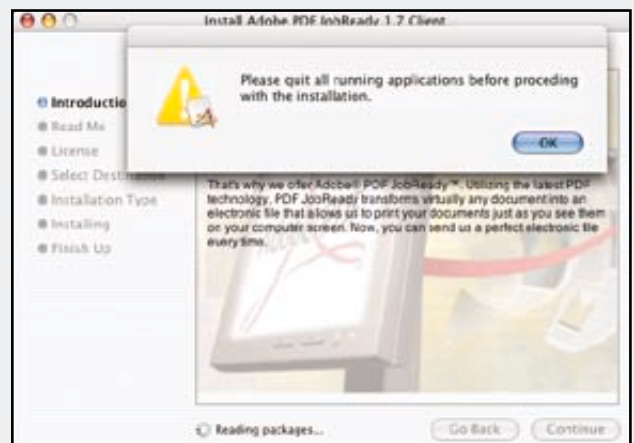 Install Adobe PDF JobReady 1.7 Client
Please quit all running applications before proceding
with the installation.
OK
Introductio
Read Me
License
Select Destination
Installation Type
Installing
Finish Up
That's why we offer Adobe® PDF JobReady™. Utilizing the latest PDF
technology, PDF JobReady transforms virtually any document into an
electronic file that allows us to print your documents just as you see them
on your computer screen. Now, you can send us a perfect electronic file
every time.
Reading packages...
Go Back
Continue